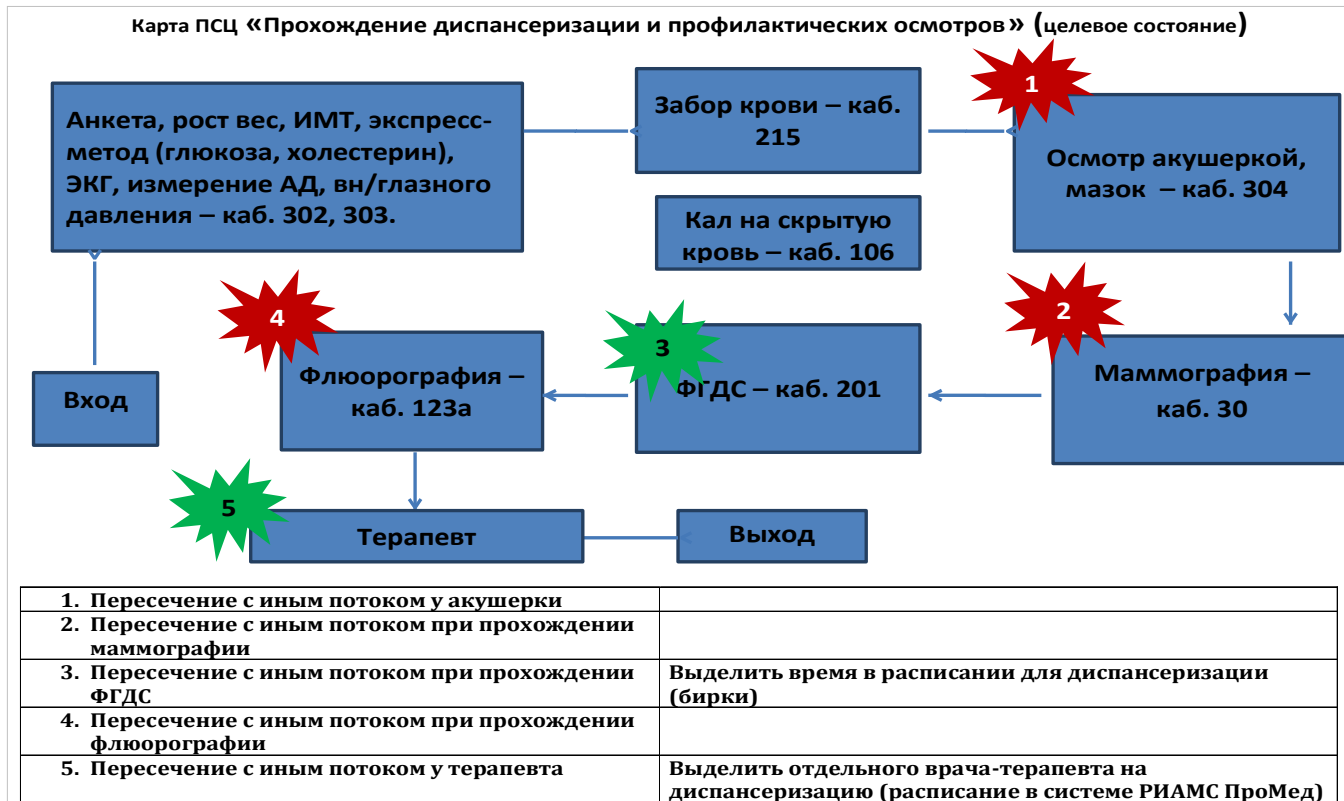 Карта ПСЦ «Прохождение диспансеризации и профилактических осмотров» (целевое состояние)
Анкета, рост вес, ИМТ, экспресс-
метод (глюкоза, холестерин),
ЭКГ, измерение АД, вн/глазного
давления – каб. 302, 303.
Забор крови – каб.
215
1
Осмотр акушеркой,
мазок – каб. 304
Кал на скрытую
кровь – каб. 106
Вход
4
Флюорография –
каб. 123а
3
ФГДС – каб. 201
2
Маммография –
каб. 30
5
Терапевт
Выход
1. Пересечение с иным потоком у акушерки
2. Пересечение с иным потоком при прохождении
маммографии
3. Пересечение с иным потоком при прохождении
ФГДС
Выделить время в расписании для диспансеризации
(бирки)
4. Пересечение с иным потоком при прохождении
флюорографии
5. Пересечение с иным потоком у терапевта
Выделить отдельного врача-терапевта на
диспансеризацию (расписание в системе РИАМС ПроМед)